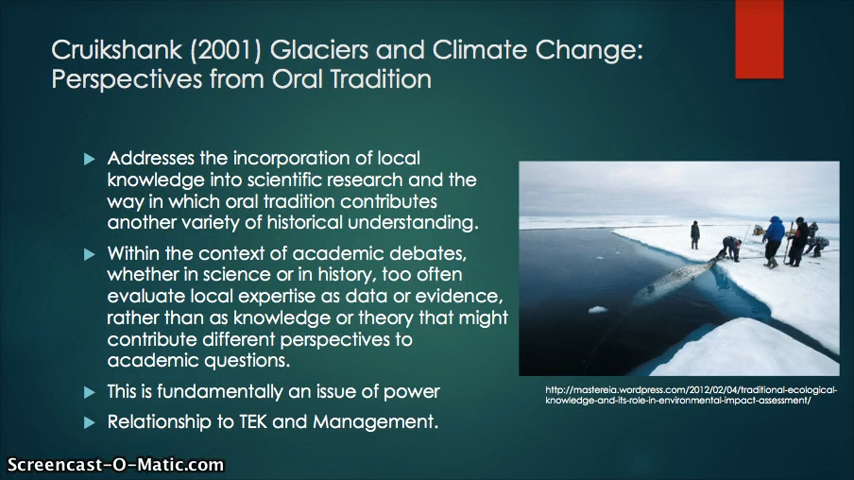 Cruikshank (2001) Glaciers and Climate Change:
Perspectives from Oral Tradition
Addresses the incorporation of local
knowledge into scientific research and the
way in which oral tradition contributes
another variety of historical understanding.
Within the context of academic debates,
whether in science or in history, too often
evaluate local expertise as data or evidence,
rather than as knowledge or theory that might
contribute different perspectives to
academic questions.
This is fundamentally an issue of power
Relationship to TEK and Management.
http://mastereia.wordpress.com/2012/02/04/traditional-ecological-
knowledge-and-its-role-in-environmental-impact-assessment/
Screencast-O-Matic.com